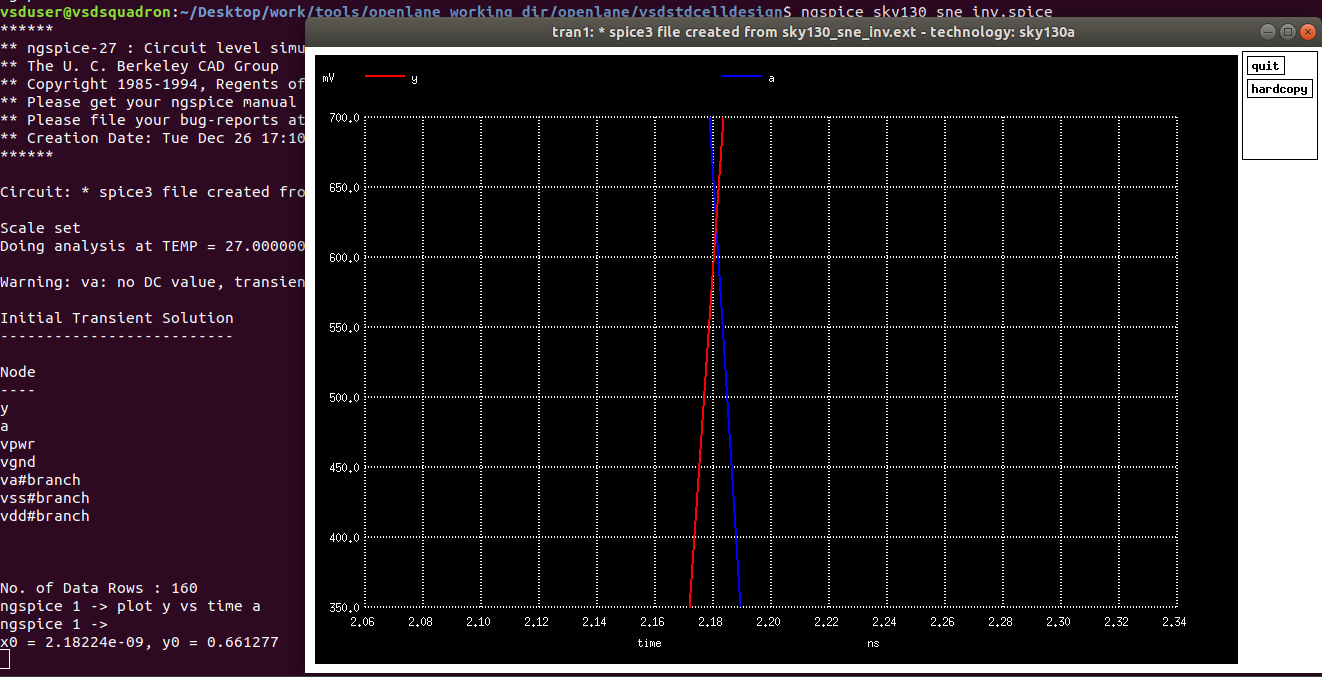 vsduser@vsdsquadron:~/Desktop/work/tools/openlane_working_dir/openlane/vsdstdcelldesign$ ngspice sky130_sne_inv.spice
******
** ngspice-27 : Circuit level simu
** The U. C. Berkeley CAD Group
** Copyright 1985-1994, Regents of
** Please get your ngspice manual
** Please file your bug-reports at
** Creation Date: Tue Dec 26 17:10
******
Circuit: * spice3 file created fro
Scale set
Doing analysis at TEMP = 27.000000
Warning: va: no DC value, transien
Initial Transient Solution
--------------------------
Node
----
y
a
vpwr
vgnd
va#branch
vss#branch
vdd#branch
No. of Data Rows : 160
ngspice 1 -> plot y vs time a
ngspice 1 ->
x0 = 2.18224e-09, y0 = 0.661277
tran1: * spice3 file created from sky130_sne_inv.ext - technology: sky130a
quit
hardcopy
mV y a
700.0
650.0
600.0
550.0
500.0
450.0
400.0
350.0
2.06 2.08 2.10 2.12 2.14 2.16 2.18 2.20 2.22 2.24 2.26 2.28 2.30 2.32 2.34
time ns